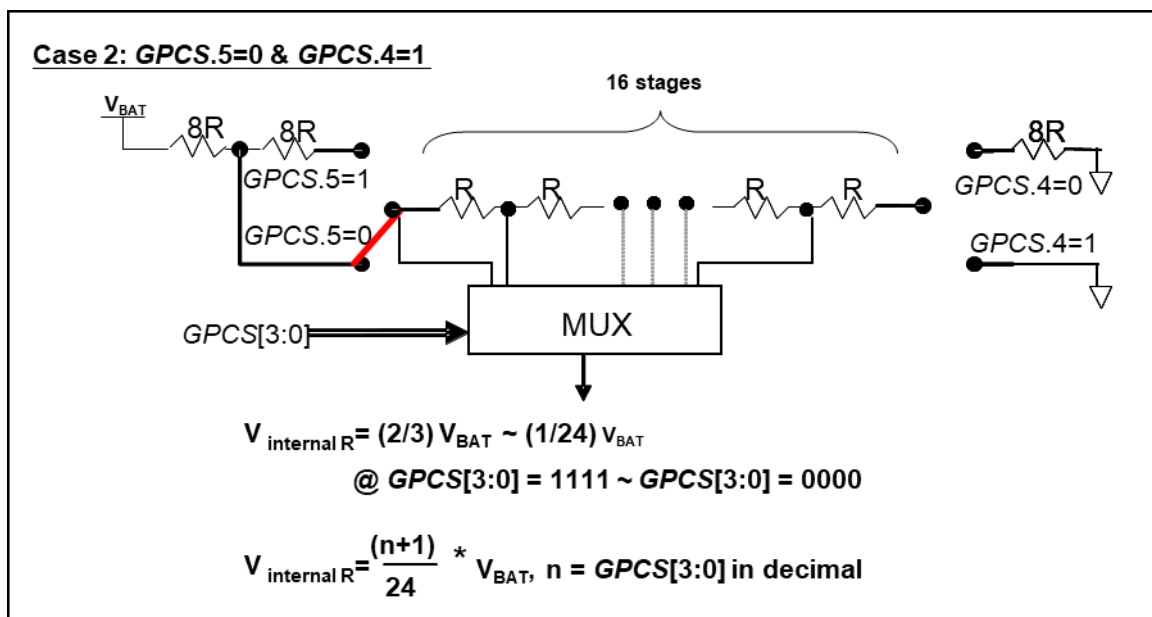 Case 2: GPCS.5=0 & GPCS.4=1
16 stages
VBAT
8R 8R 8R
GPCS.5=1
R R R R
GPCS.4=0
GPCS.5=0
GPCS.4=1
MUX
GPCS[3:0]
V internal R= (2/3) VBAT ~ (1/24) VBAT
@ GPCS[3:0] = 1111 ~ GPCS[3:0] = 0000
V internal R= (n+1)/24 * VBAT, n = GPCS[3:0] in decimal